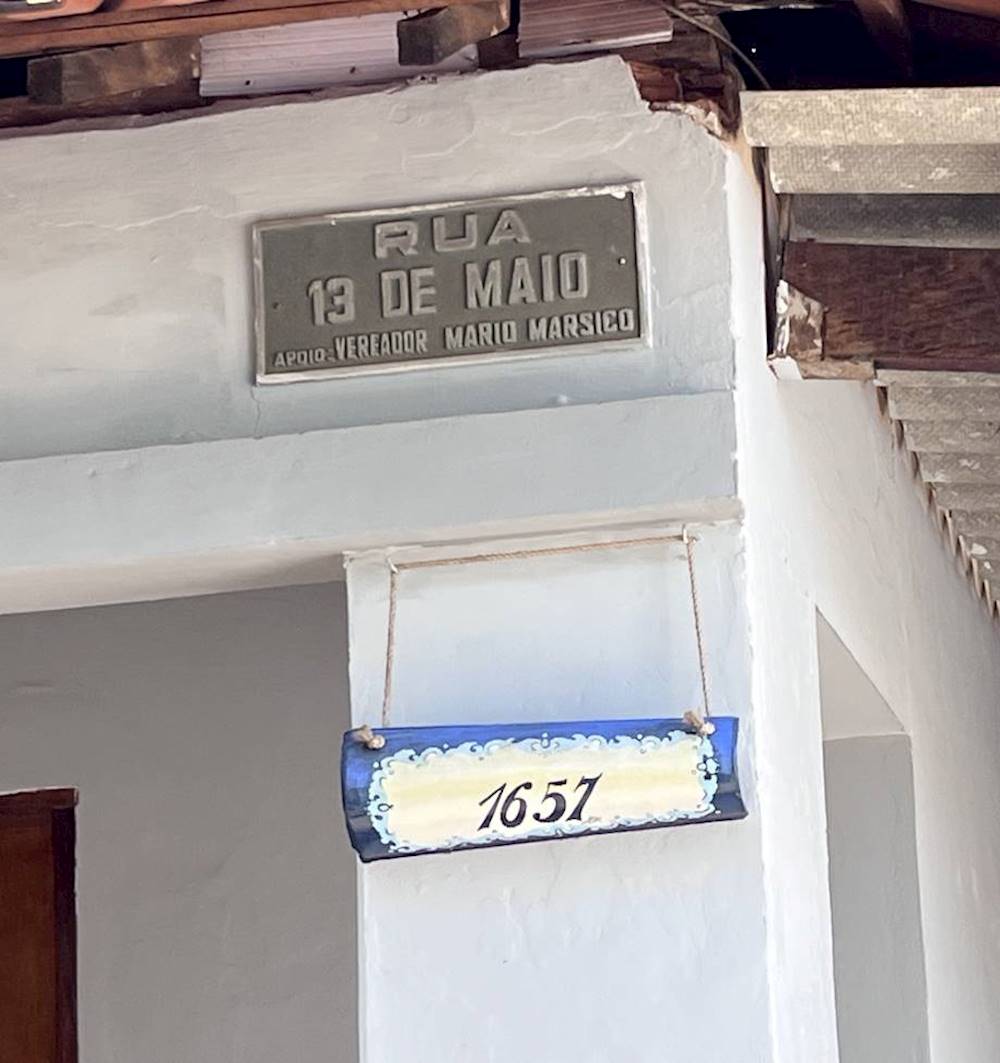 RUA
13 DE MAIO
APOIO-VEREADOR MARIO MARSICO
1657